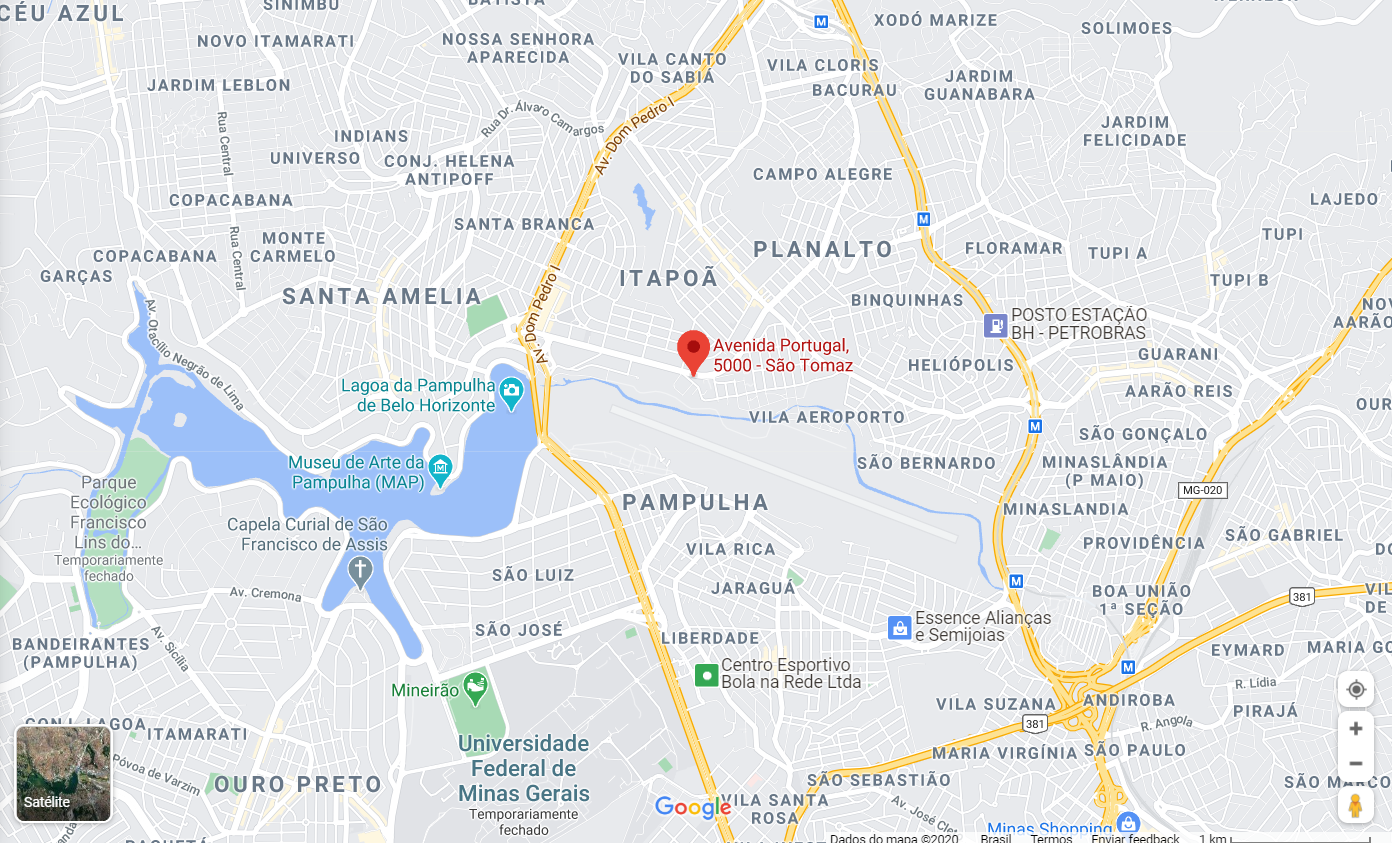 CÉU AZUL
SINIMBU
BATISTA
XODÓ MARIZE
SOLIMOES
NOVO ITAMARATI
NOSSA SENHORA
APARECIDA
VILA CANTO
DO SABIÁ
VILA CLORIS
BACURAU
JARDIM
GUANABARA
JARDIM LEBLON
Rua Dr. Álvaro Camargos
Av. Dom Pedro I
JARDIM
FELICIDADE
Rua Central
INDIANS
UNIVERSO
CONJ. HELENA
ANTIPOFF
CAMPO ALEGRE
COPACABANA
LAJEDO
SANTA BRANCA
Rua Central
MONTE
CARMELO
PLANALTO
FLORAMAR
TUPI A
TUPI
COPACABANA
GARÇAS
ITAPOÃ
TUPI B
SANTA AMELIA
Av. Dom Pedro I
BINQUINHAS
POSTO ESTAÇÃO
BH - PETROBRAS
AARÃO
Av. Otacílio Negrão de Lima
Avenida Portugal,
5000 - São Tomaz
HELIÓPOLIS
GUARANI
AARÃO REIS
Lagoa da Pampulha
de Belo Horizonte
VILA AEROPORTO
SÃO GONÇALO
Museu de Arte da
Pampulha (MAP)
SÃO BERNARDO
MINASLÂNDIA
(P MAIO)
MG-020
Parque
Ecológico
Francisco
Lins do...
Temporariamente
fechado
PAMPULHA
MINASLANDIA
Capela Curial de São
Francisco de Assis
VILA RICA
PROVIDÊNCIA
SÃO GABRIEL
SÃO LUIZ
JARAGUÁ
BOA UNIÃO
1ª SEÇÃO
381
Av. Cremona
Essence Alianças
e Semijoias
SÃO JOSÉ
LIBERDADE
BANDEIRANTES
(PAMPULHA)
Av. Sicília
EYMARD
MARIA GO
Centro Esportivo
Bola na Rede Ltda
Mineirão
R. Lídia
VILA SUZANA
ANDIROBA
PIRAJÁ
381
R. Angola
CONJ. LAGOA
ITAMARATI
Universidade
Federal de
Minas Gerais
Temporariamente
fechado
MARIA VIRGÍNIA
SÃO PAULO
Póvoa de Varzim
OURO PRETO
SÃO SEBASTIÃO
Satélite
Google
VILA SANTA
ROSA
Minas Shopping
Dados do mapa ©2020
Brasil
Termos
Enviar feedback
1 km